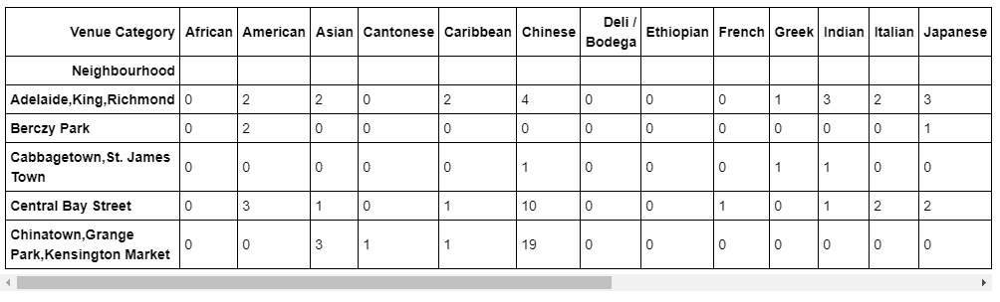 Venue Category African American Asian Cantonese Caribbean Chinese Deli / Bodega Ethiopian French Greek Indian Italian Japanese
Neighbourhood
Adelaide,King,Richmond 0 2 2 0 2 4 0 0 0 1 3 2 3
Berczy Park 0 2 0 0 0 0 0 0 0 0 0 0 1
Cabbagetown,St. James Town 0 0 0 0 0 1 0 0 0 1 1 0 0
Central Bay Street 0 3 1 0 1 10 0 0 1 0 1 2 2
Chinatown,Grange Park,Kensington Market 0 0 3 1 1 19 0 0 0 0 0 0 0